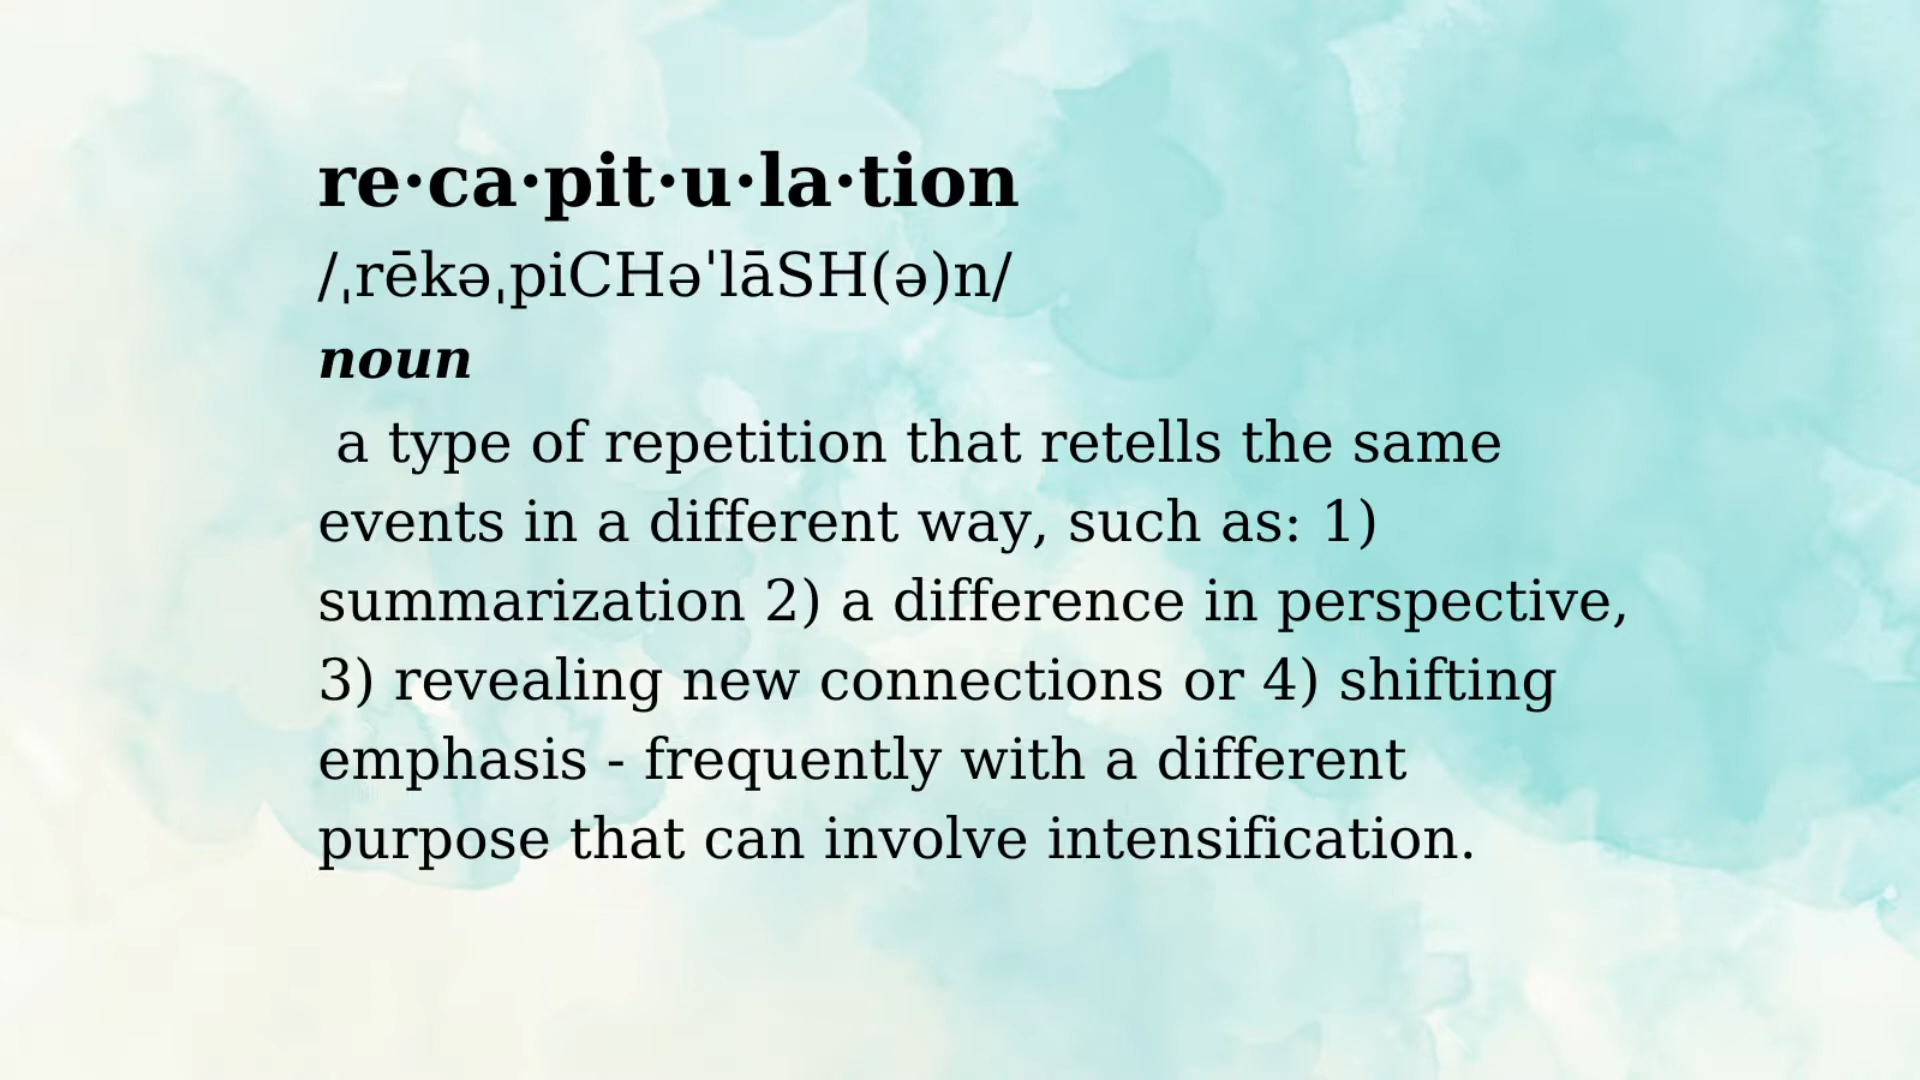 re·ca·pit·u·la·tion
/ˌrēkəˌpiCHəˈlāSH(ə)n/
noun
a type of repetition that retells the same
events in a different way, such as: 1)
summarization 2) a difference in perspective,
3) revealing new connections or 4) shifting
emphasis - frequently with a different
purpose that can involve intensification.